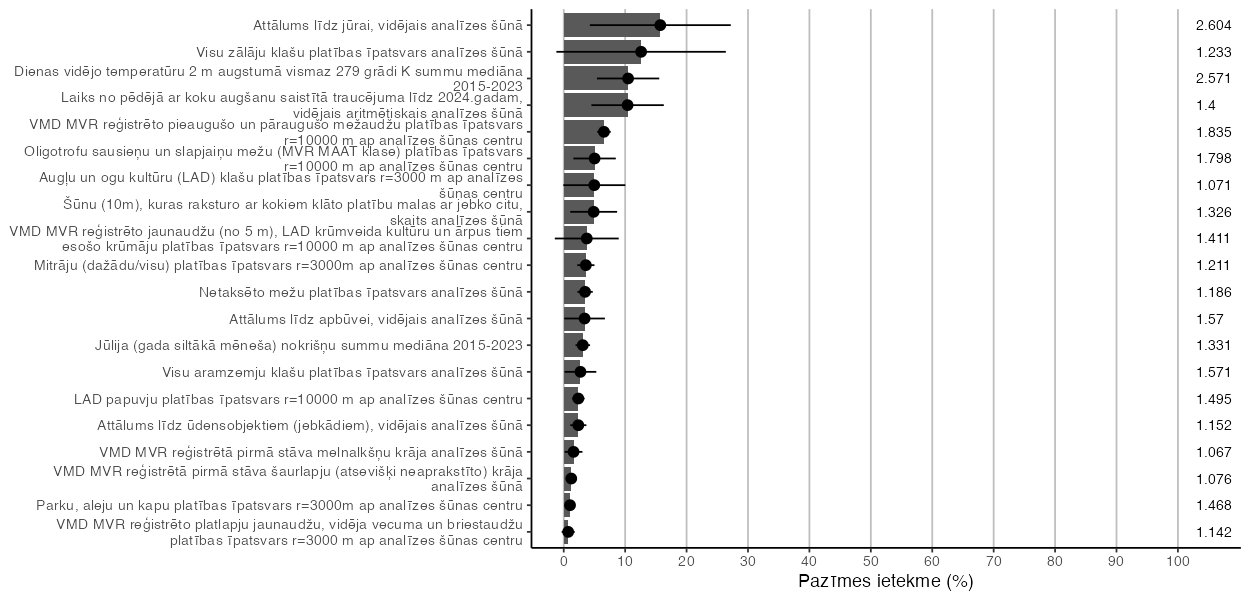 Attālums līdz jūrai, vidējais analīzes šūnā
2.604
Visu zālāju klašu platības īpatsvars analīzes šūnā
1.233
Dienas vidējo temperatūru 2 m augstumā vismaz 279 grādi K summu mediāna
2015-2023
2.571
Laiks no pēdējā ar koku augšanu saistītā traucējuma līdz 2024.gadam,
vidējais aritmētiskais analīzes šūnā
1.4
VMD MVR reģistrēto pieaugušo un pāraugušo mežaudžu platības īpatsvars
r=10000 m ap analīzes šūnas centru
1.835
Oligotrofu sausieņu un slapjaiņu mežu (MVR MAAT klase) platības īpatsvars
r=10000 m ap analīzes šūnas centru
1.798
Augļu un ogu kultūru (LAD) klašu platības īpatsvars r=3000 m ap analīzes
šūnas centru
1.071
Šūnu (10m), kuras raksturo ar kokiem klāto platību malas ar jebko citu,
skaits analīzes šūnā
1.326
VMD MVR reģistrēto jaunaudžu (no 5 m), LAD krūmveida kultūru un ārpus tiem
esošo krūmāju platības īpatsvars r=10000 m ap analīzes šūnas centru
1.411
Mitrāju (dažādu/visu) platības īpatsvars r=3000m ap analīzes šūnas centru
1.211
Netaksēto mežu platības īpatsvars analīzes šūnā
1.186
Attālums līdz apbūvei, vidējais analīzes šūnā
1.57
Jūlija (gada siltākā mēneša) nokrišņu summu mediāna 2015-2023
1.331
Visu aramzemju klašu platības īpatsvars analīzes šūnā
1.571
LAD papuvju platības īpatsvars r=10000 m ap analīzes šūnas centru
1.495
Attālums līdz ūdensobjektiem (jebkādiem), vidējais analīzes šūnā
1.152
VMD MVR reģistrētā pirmā stāva melnalkšņu krāja analīzes šūnā
1.067
VMD MVR reģistrētā pirmā stāva šaurlapju (atsevišķi neaprakstīto) krāja
analīzes šūnā
1.076
Parku, aleju un kapu platības īpatsvars r=3000m ap analīzes šūnas centru
1.468
VMD MVR reģistrēto platlapju jaunaudžu, vidēja vecuma un briestaudžu
platības īpatsvars r=3000 m ap analīzes šūnas centru
1.142
0 10 20 30 40 50 60 70 80 90 100
Pazīmes ietekme (%)